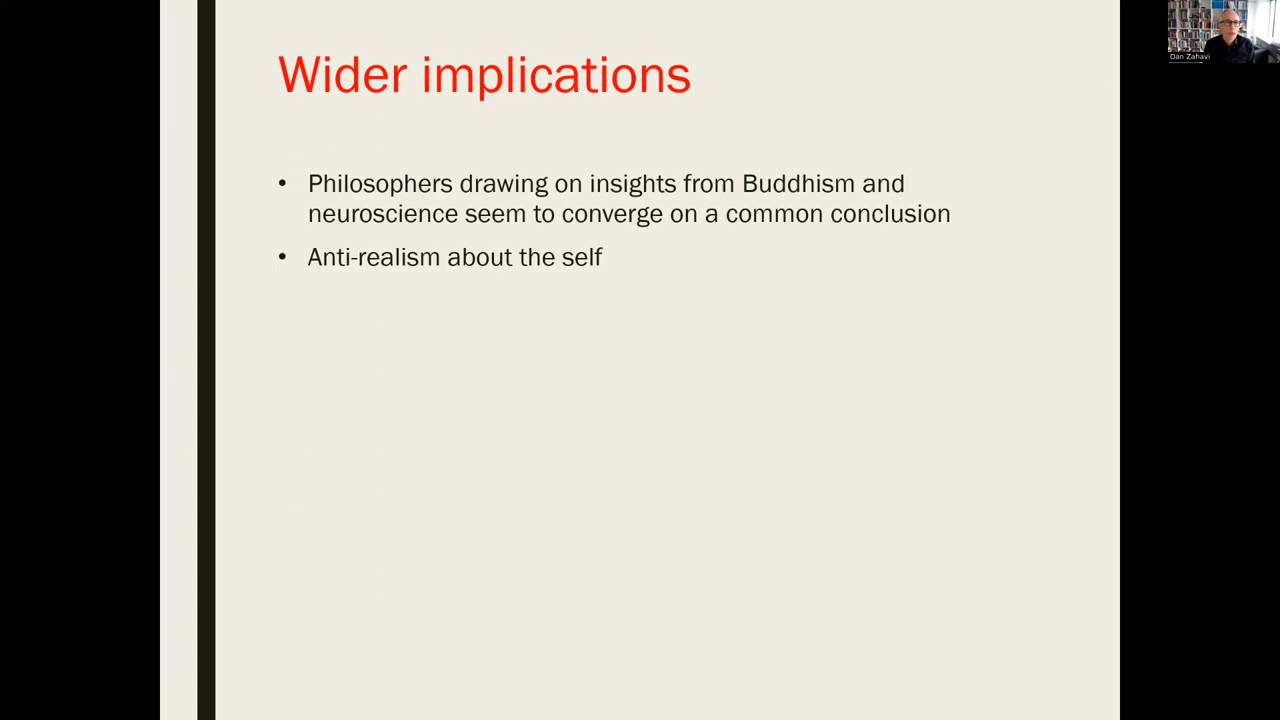 Dan Zahavi
Wider implications
• Philosophers drawing on insights from Buddhism and
neuroscience seem to converge on a common conclusion
• Anti-realism about the self